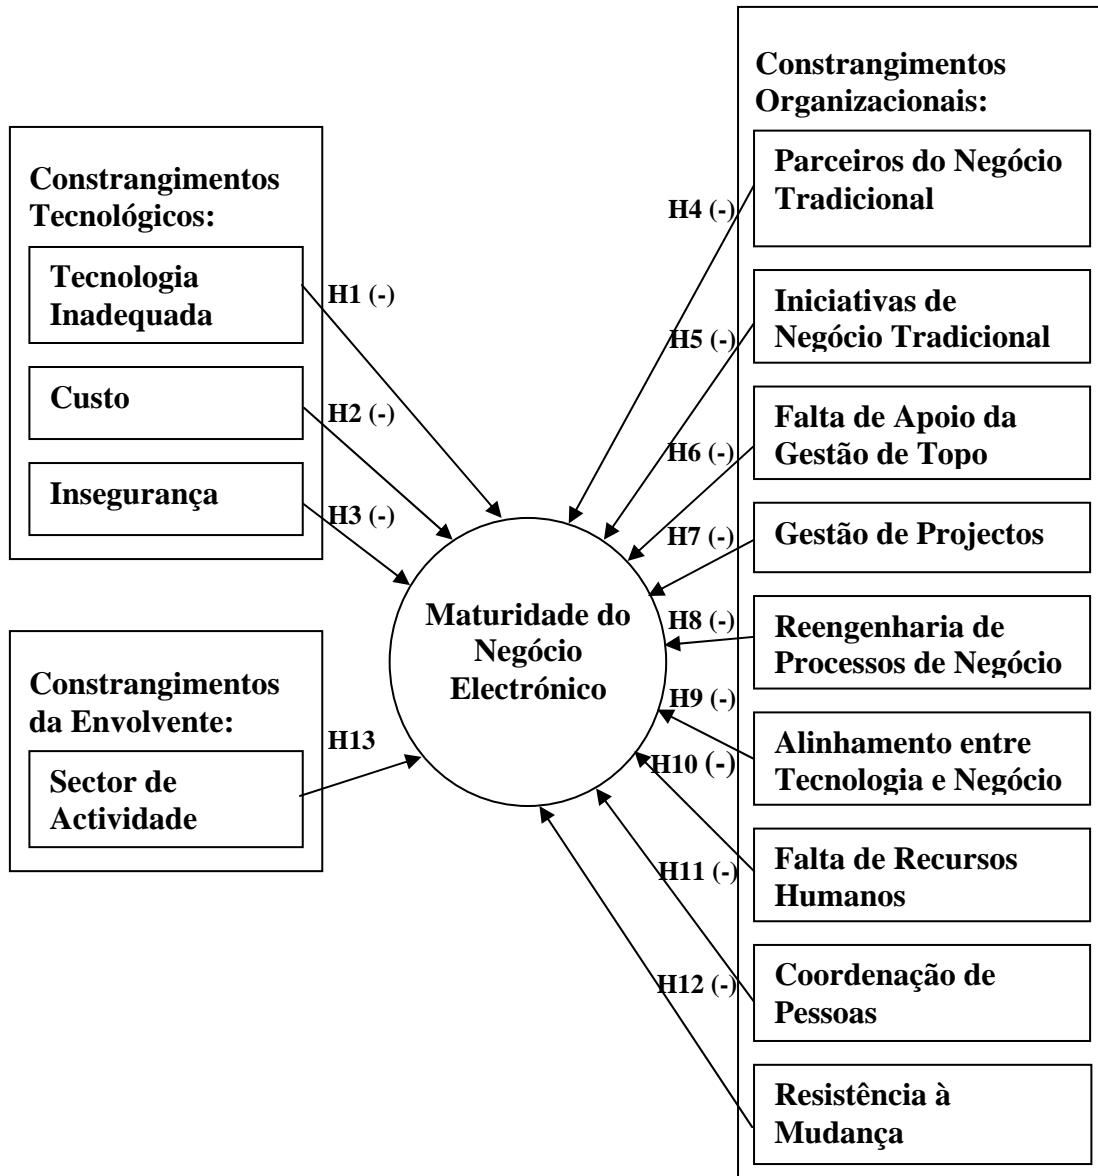 Constrangimentos
Tecnológicos:
Tecnologia
Inadequada
Custo
Insegurança
H1 (-)
H2 (-)
H3 (-)
Constrangimentos
da Envolvente:
Sector de
Actividade
H13
Maturidade do
Negócio
Electrónico
H4 (-)
H5 (-)
H6 (-)
H7 (-)
H8 (-)
H9 (-)
H10 (-)
H11 (-)
H12 (-)
Constrangimentos
Organizacionais:
Parceiros do Negócio
Tradicional
Iniciativas de
Negócio Tradicional
Falta de Apoio da
Gestão de Topo
Gestão de Projectos
Reengenharia de
Processos de Negócio
Alinhamento entre
Tecnologia e Negócio
Falta de Recursos
Humanos
Coordenação de
Pessoas
Resistência à
Mudança